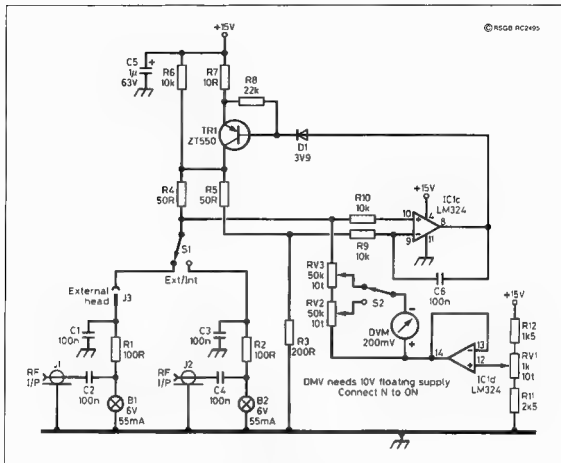 © RSGB RC2495
+15V
C5
1µ
63V
+
R6
10k
R7
10R
R8
22k
TR1
ZT550
D1
3V9
R4
50R
R5
50R
+15V
R10
10k
10
+
4
IC1c
LM324
8
R9
10k
9
−
11
S1
Ext/Int
External
head
J3
RV3
50k
10t
C6
100n
RV2
50k
10t
S2
−
DVM
200mV
+
+15V
R12
1k5
C1
100n
R1
100R
C3
100n
R2
100R
R3
200R
14
−
13
+
12
RV1
1k
10t
IC1d
LM324
R11
2k5
DMV needs 10V floating supply
Connect N to ON
J1
RF
I/P
C2
100n
B1
6V
55mA
J2
RF
I/P
C4
100n
B2
6V
55mA